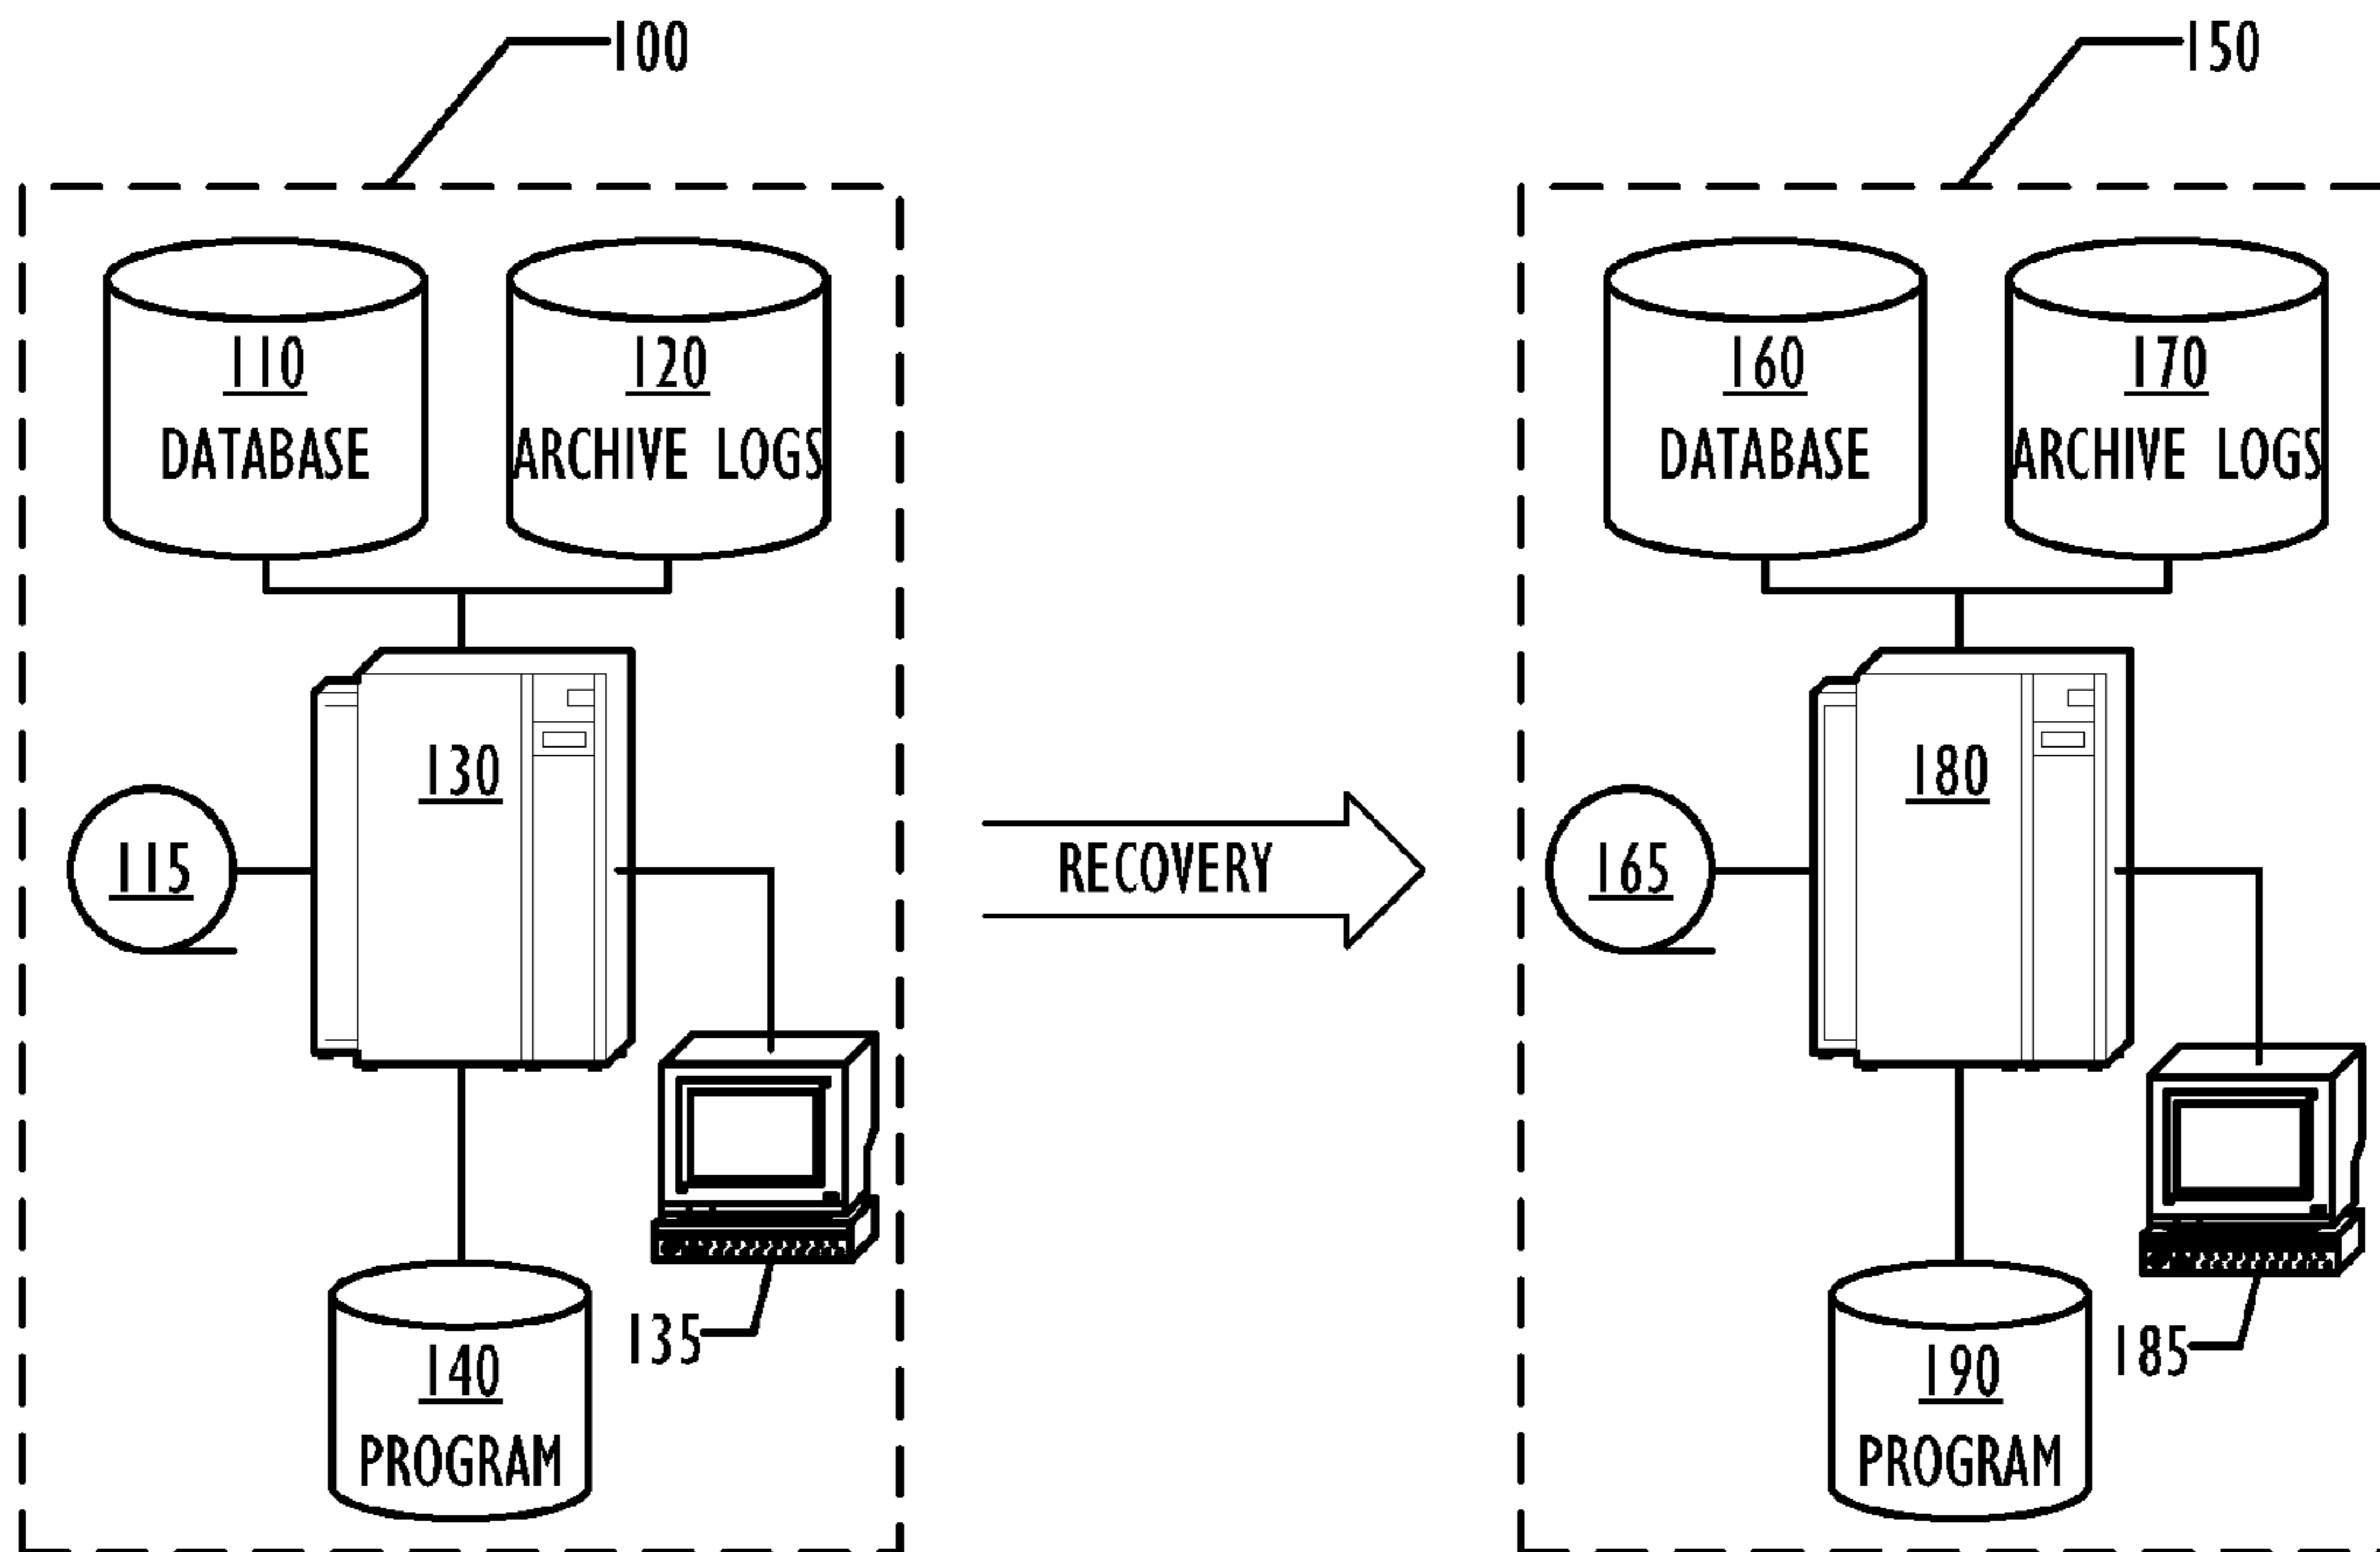 100
150
110
DATABASE
120
ARCHIVE LOGS
160
DATABASE
170
ARCHIVE LOGS
130
180
115
RECOVERY
165
135
185
140
PROGRAM
190
PROGRAM